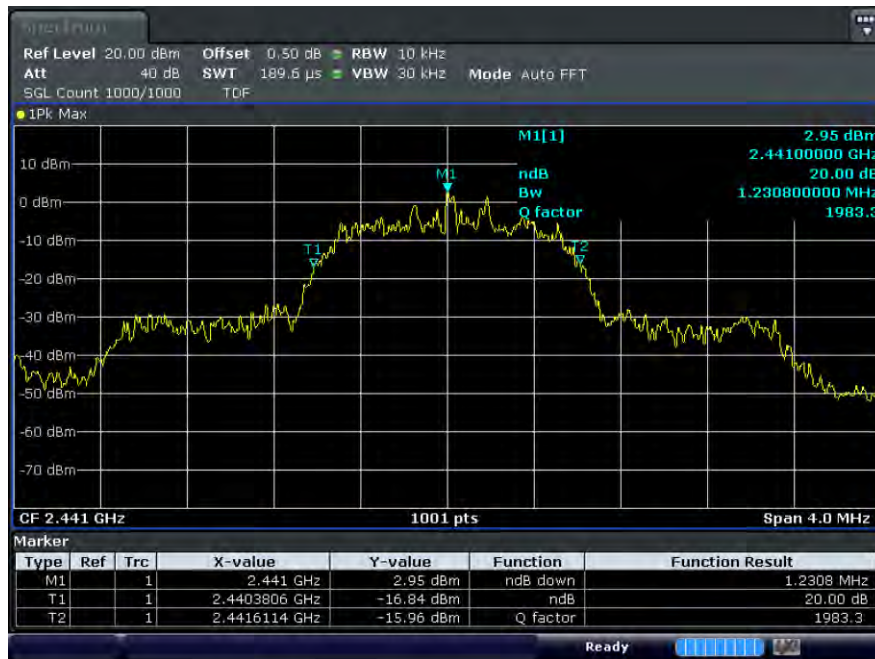 Spectrum
Ref Level 20.00 dBm Offset 0.50 dB RBW 10 kHz
Att 40 dB SWT 189.6 µs VBW 30 kHz Mode Auto FFT
SGL Count 1000/1000 TDF
1Pk Max
M1[1] 2.95 dBm
2.44100000 GHz
10 dBm
M1
ndB 20.00 dB
Bw 1.230800000 MHz
0 dBm
Q factor 1983.3
-10 dBm
T1
T2
-20 dBm
-30 dBm
-40 dBm
-50 dBm
-60 dBm
-70 dBm
CF 2.441 GHz 1001 pts Span 4.0 MHz
Marker
Type Ref Trc X-value Y-value Function Function Result
M1 1 2.441 GHz 2.95 dBm ndB down 1.2308 MHz
T1 1 2.4403806 GHz -16.84 dBm ndB 20.00 dB
T2 1 2.4416114 GHz -15.96 dBm Q factor 1983.3
Ready